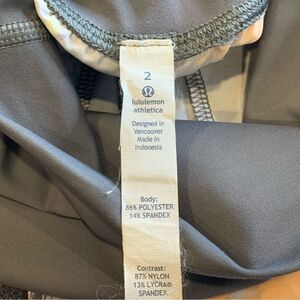 2
lululemon
athletica
Designed in
Vancouver
Made in
Indonesia
Body:
86% POLYESTER
14% SPANDEX
Contrast:
87% NYLON
13% LYCRA®
SPANDEX